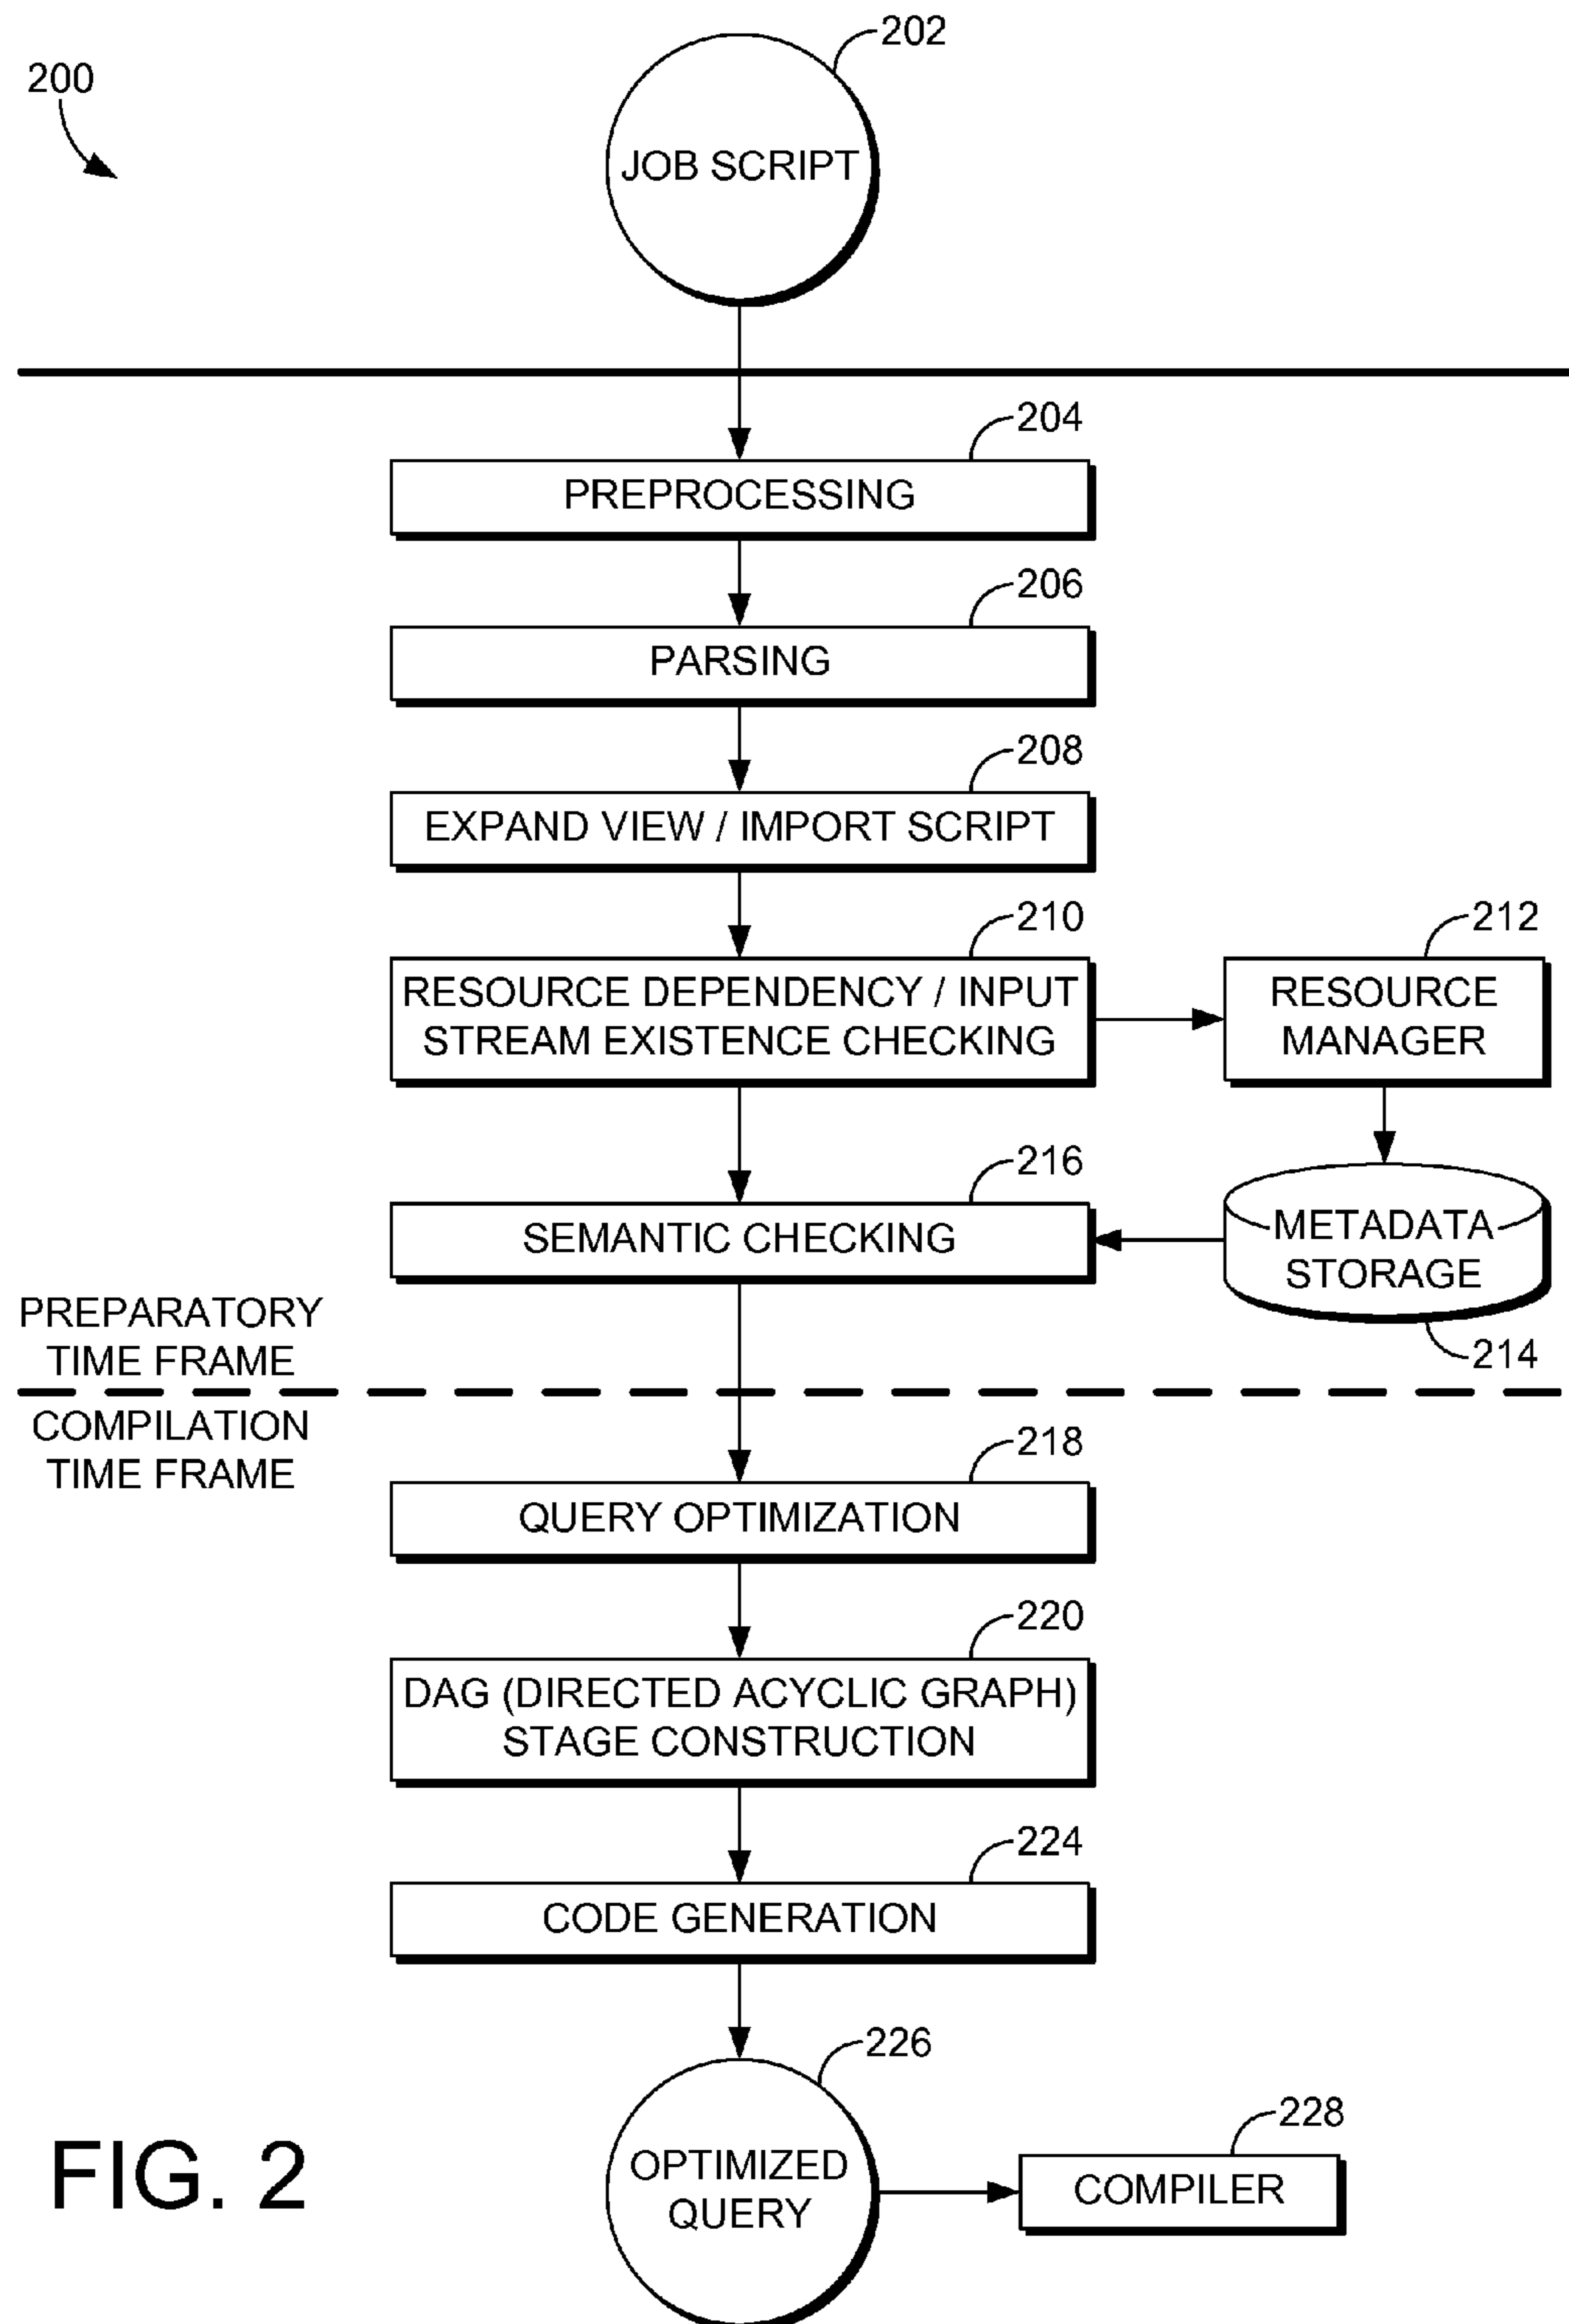 202
200
JOB SCRIPT
204
PREPROCESSING
206
PARSING
208
EXPAND VIEW / IMPORT SCRIPT
210
212
RESOURCE DEPENDENCY / INPUT
STREAM EXISTENCE CHECKING
RESOURCE
MANAGER
216
SEMANTIC CHECKING
METADATA
STORAGE
214
PREPARATORY
TIME FRAME
COMPILATION
TIME FRAME
218
QUERY OPTIMIZATION
220
DAG (DIRECTED ACYCLIC GRAPH)
STAGE CONSTRUCTION
224
CODE GENERATION
226
OPTIMIZED
QUERY
228
COMPILER
FIG. 2